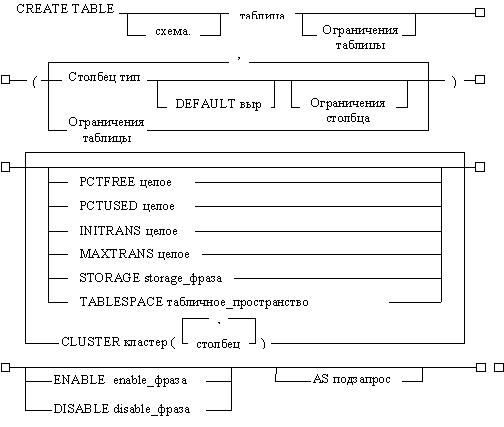 CREATE TABLE таблица
схема. Ограничения
таблицы
,
( Столбец тип )
DEFAULT выр Ограничения
столбца
Ограничения
таблицы
PCTFREE целое
PCTUSED целое
INITRANS целое
MAXTRANS целое
STORAGE storage_фраза
TABLESPACE табличное_пространство
,
CLUSTER кластер ( столбец )
ENABLE enable_фраза AS подзапрос
DISABLE disable_фраза